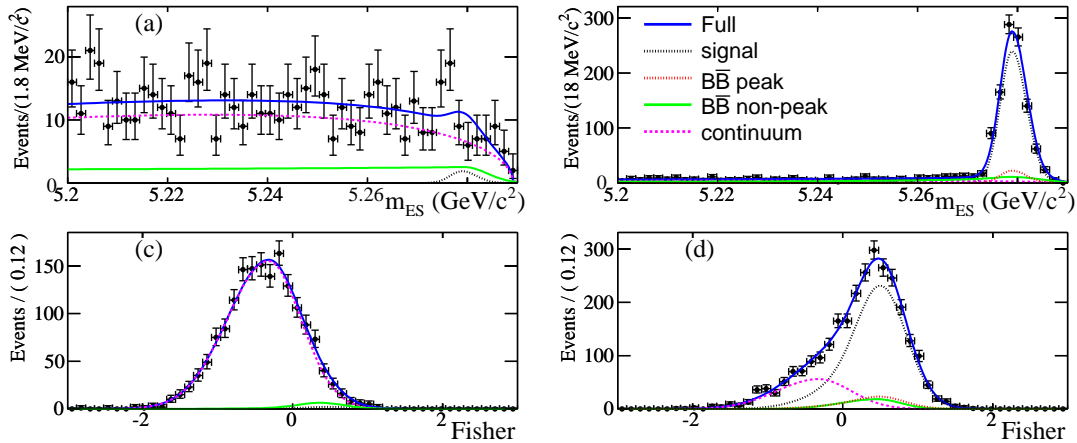 Events/(1.8 MeV/c
20
10
0
(a)
5.2
5.22
5.24
5.26
2
m_ES (GeV/c²)
Events/(18 MeV/c²)
300
200
100
0
Full
signal
BB̅ peak
BB̅ non-peak
continuum
5.2
5.22
5.24
5.26
2
m_ES (GeV/c²)
Events / ( 0.12
150
100
50
0
(c)
-2
0
2
Fisher
Events / ( 0.12
300
200
100
0
(d)
-2
0
2
Fisher